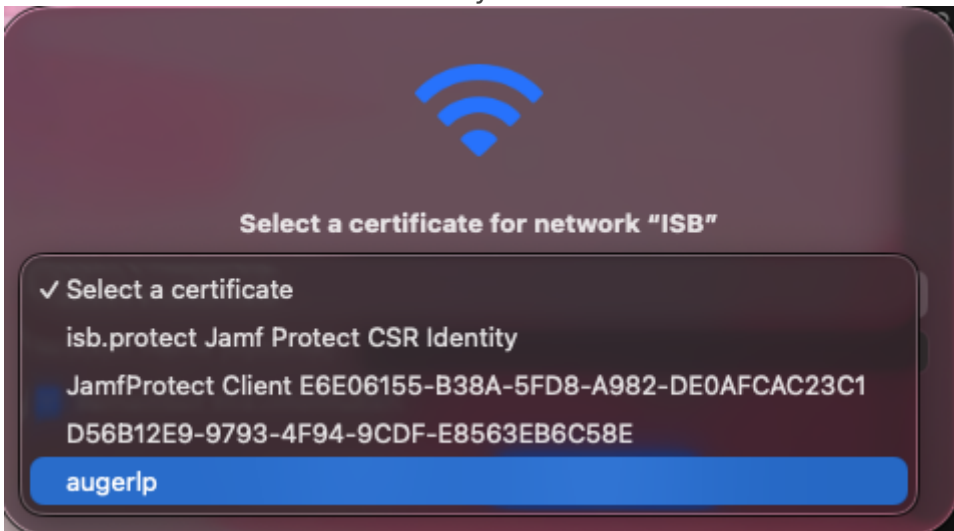 Select a certificate for network “ISB”
✓ Select a certificate
isb.protect Jamf Protect CSR Identity
JamfProtect Client E6E06155-B38A-5FD8-A982-DE0AFCAC23C1
D56B12E9-9793-4F94-9CDF-E8563EB6C58E
augerlp